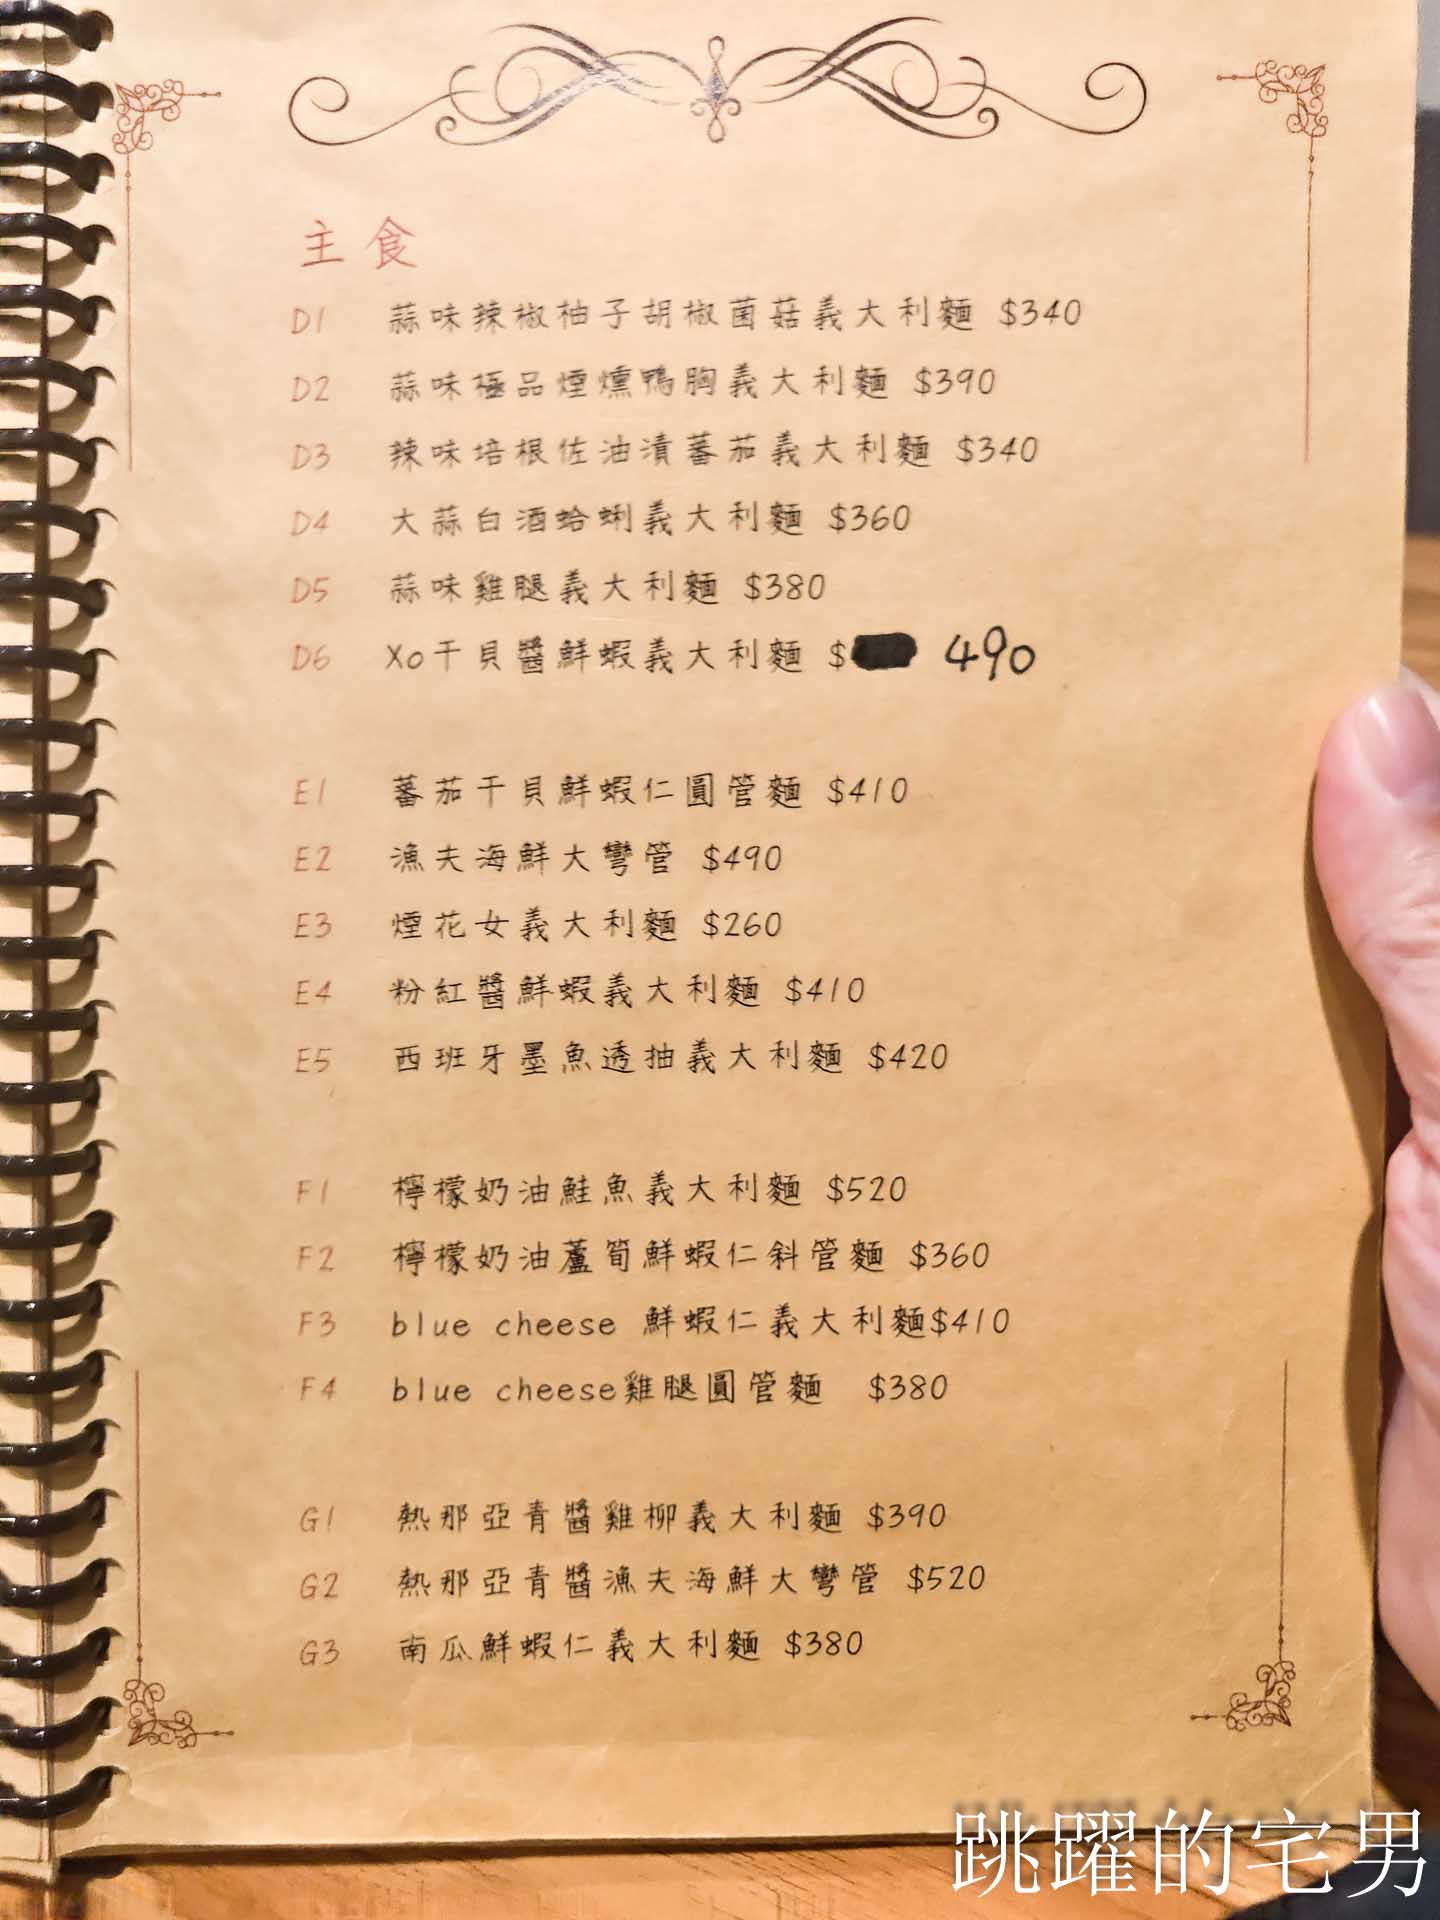 主食
D1 蒜味辣椒柚子胡椒菌菇義大利麵 $340
D2 蒜味極品煙燻鴨胸義大利麵 $390
D3 辣味培根佐油漬蕃茄義大利麵 $340
D4 大蒜白酒蛤蜊義大利麵 $360
D5 蒜味雞腿義大利麵 $380
D6 Xo干貝醬鮮蝦義大利麵 $ 490
E1 蕃茄干貝鮮蝦仁圓管麵 $410
E2 漁夫海鮮大彎管 $490
E3 煙花女義大利麵 $260
E4 粉紅醬鮮蝦義大利麵 $410
E5 西班牙墨魚透抽義大利麵 $420
F1 檸檬奶油鮭魚義大利麵 $520
F2 檸檬奶油蘆筍鮮蝦仁斜管麵 $360
F3 blue cheese 鮮蝦仁義大利麵$410
F4 blue cheese雞腿圓管麵 $380
G1 熱那亞青醬雞柳義大利麵 $390
G2 熱那亞青醬漁夫海鮮大彎管 $520
G3 南瓜鮮蝦仁義大利麵 $380
跳躍的宅男